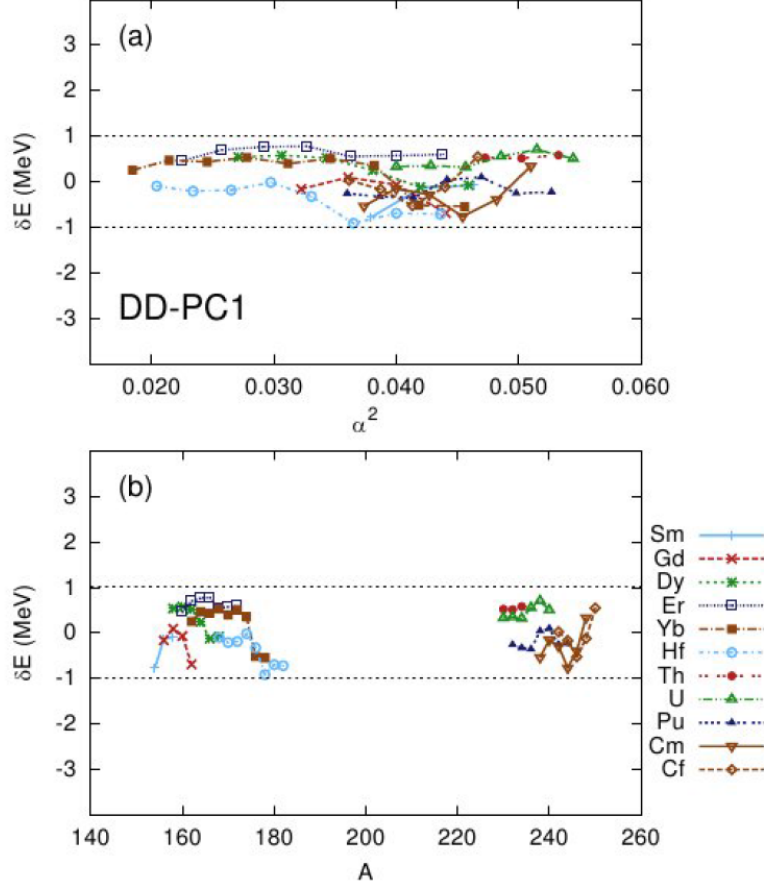 (a)
3
2
1
0
-1
-2
-3
δE (MeV)
DD-PC1
0.020 0.030 0.040 0.050 0.060
α²
(b)
3
2
1
0
-1
-2
-3
δE (MeV)
140 160 180 200 220 240 260
A
Sm
Gd
Dy
Er
Yb
Hf
Th
U
Pu
Cm
Cf